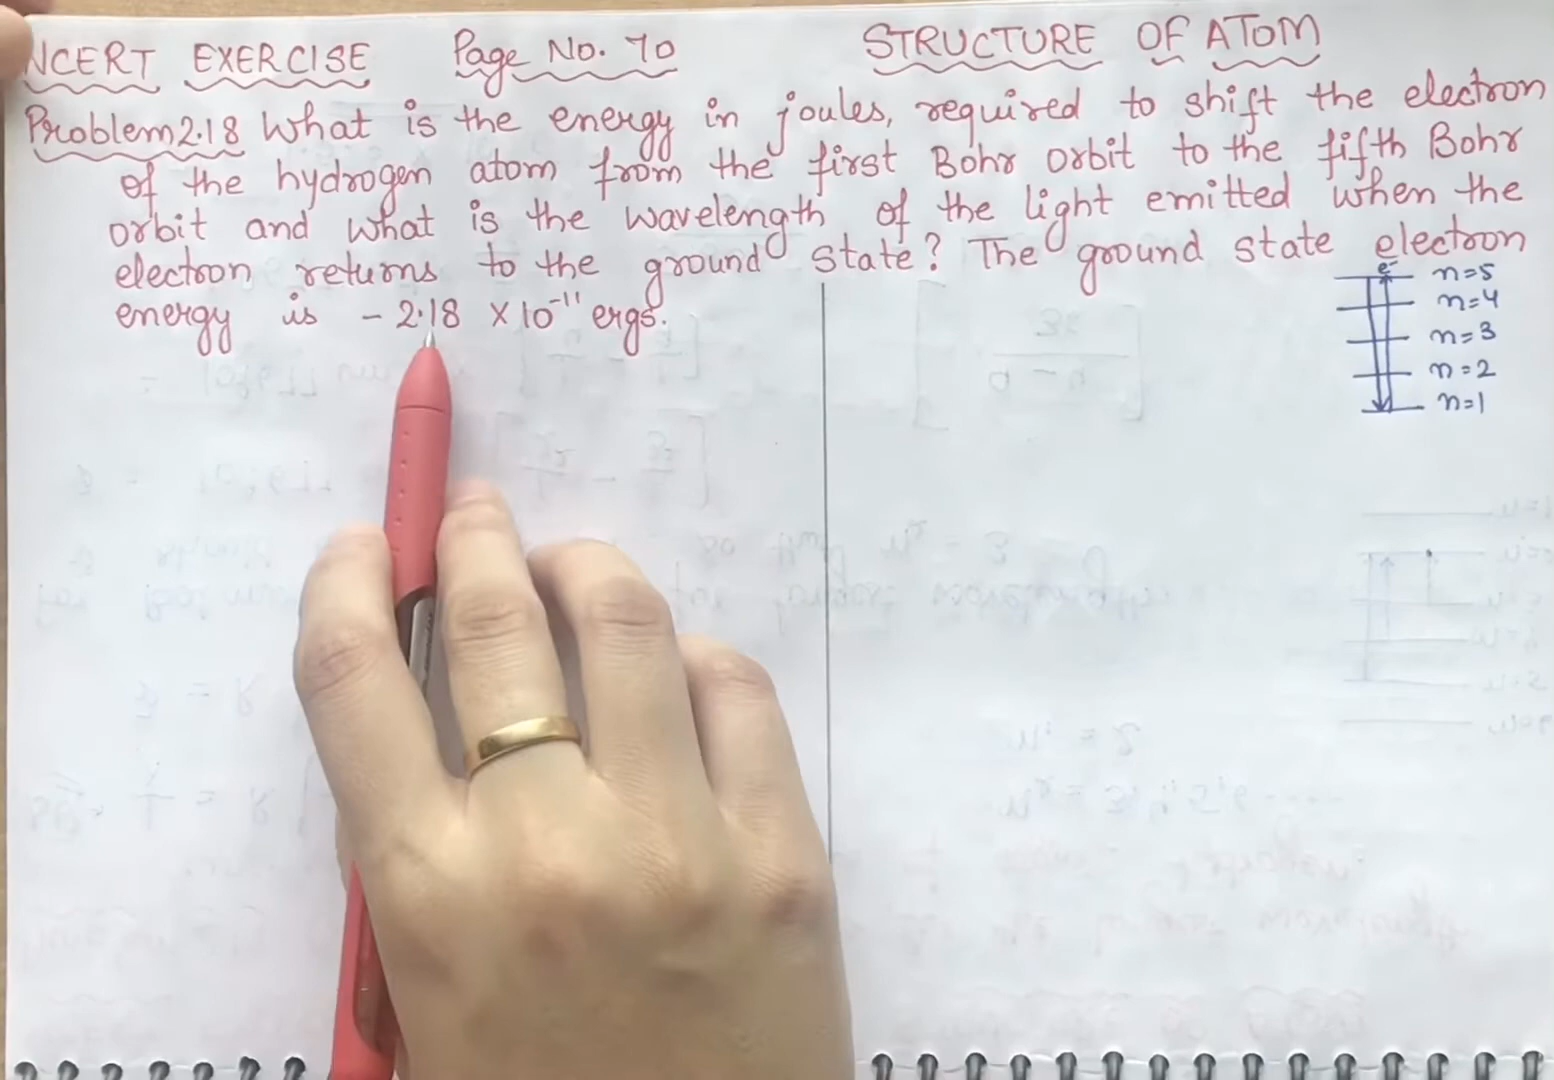 NCERT EXERCISE Page No. 70 STRUCTURE OF ATOM
Problem 2.18 What is the energy in joules, required to shift the electron
of the hydrogen atom from the first Bohr orbit to the fifth Bohr
orbit and what is the wavelength of the light emitted when the
electron returns to the ground state? The ground state electron
energy is - 2.18 × 10⁻¹¹ ergs.
e⁻ n=5
n=4
n=3
n=2
n=1